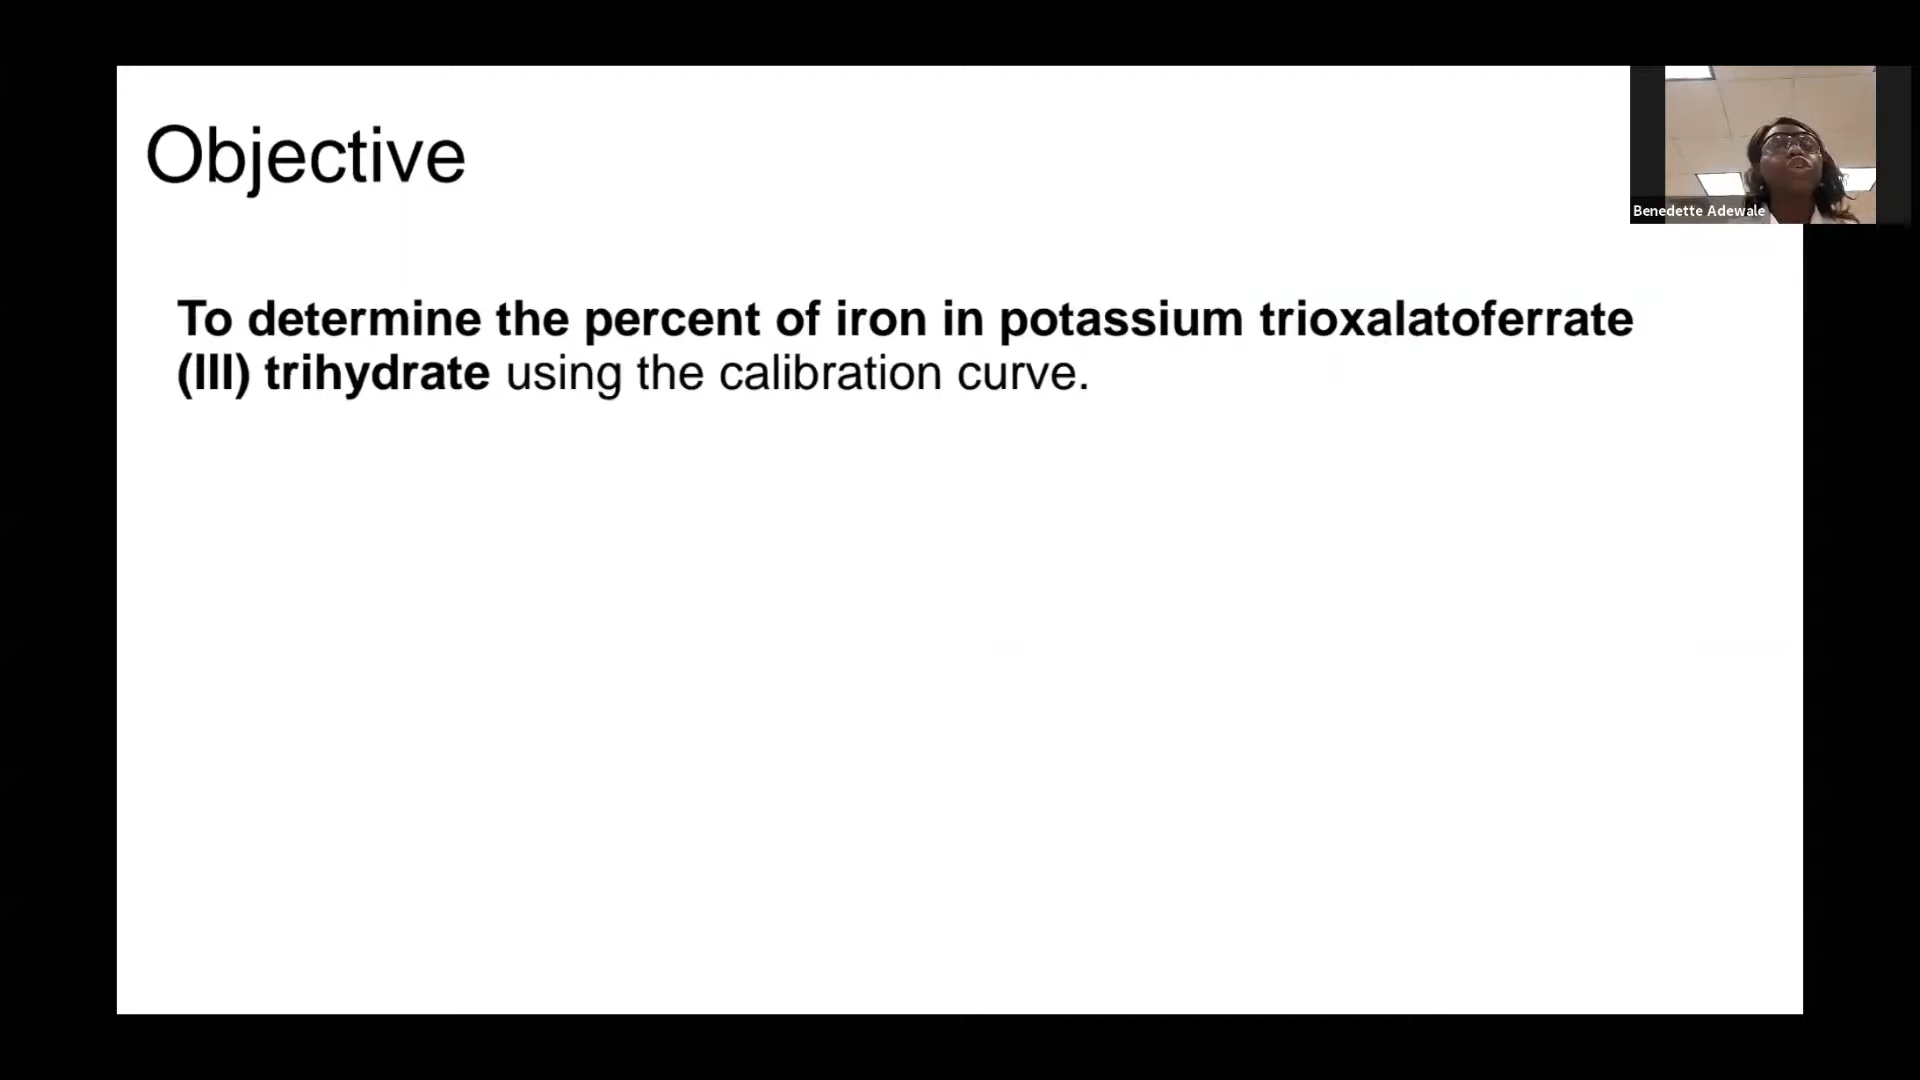 Objective
Benedette Adewale
To determine the percent of iron in potassium trioxalatoferrate
(III) trihydrate using the calibration curve.